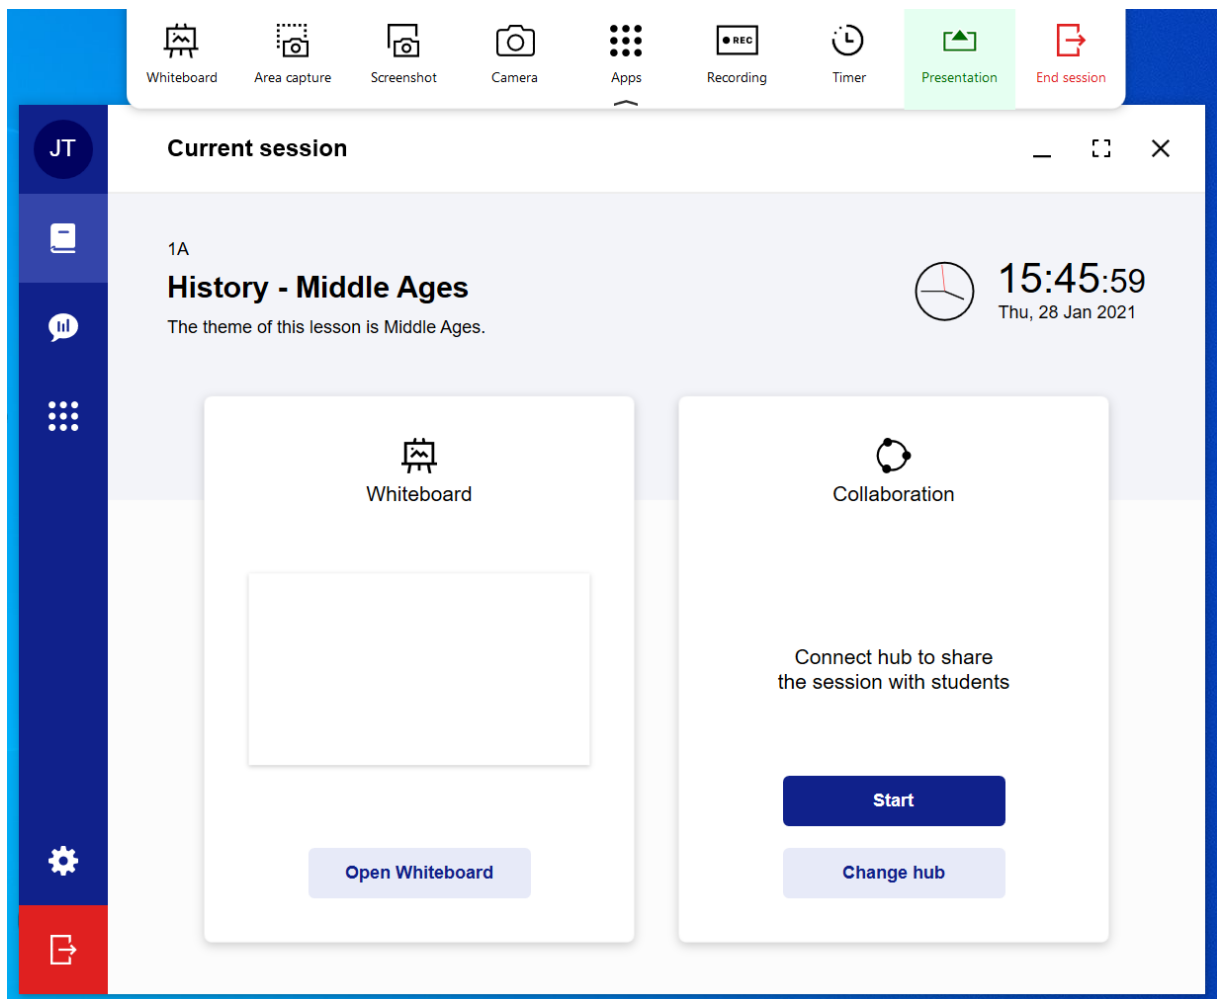 Whiteboard
Area capture
Screenshot
Camera
Apps
REC
Recording
Timer
Presentation
End session
JT
Current session
1A
History - Middle Ages
The theme of this lesson is Middle Ages.
15:45:59
Thu, 28 Jan 2021
Whiteboard
Open Whiteboard
Collaboration
Connect hub to share
the session with students
Start
Change hub